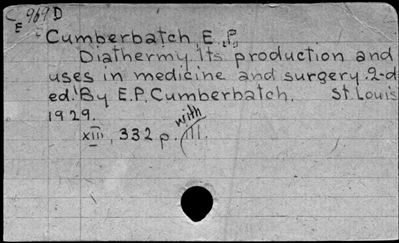 C 969 D
E
Cumberbatch, E.P.
Diathermy. Its production and
uses in medicine and surgery. 2-d
ed. By E.P. Cumberbatch. St. Louis
1929.
xiii, 332 p. with ill.